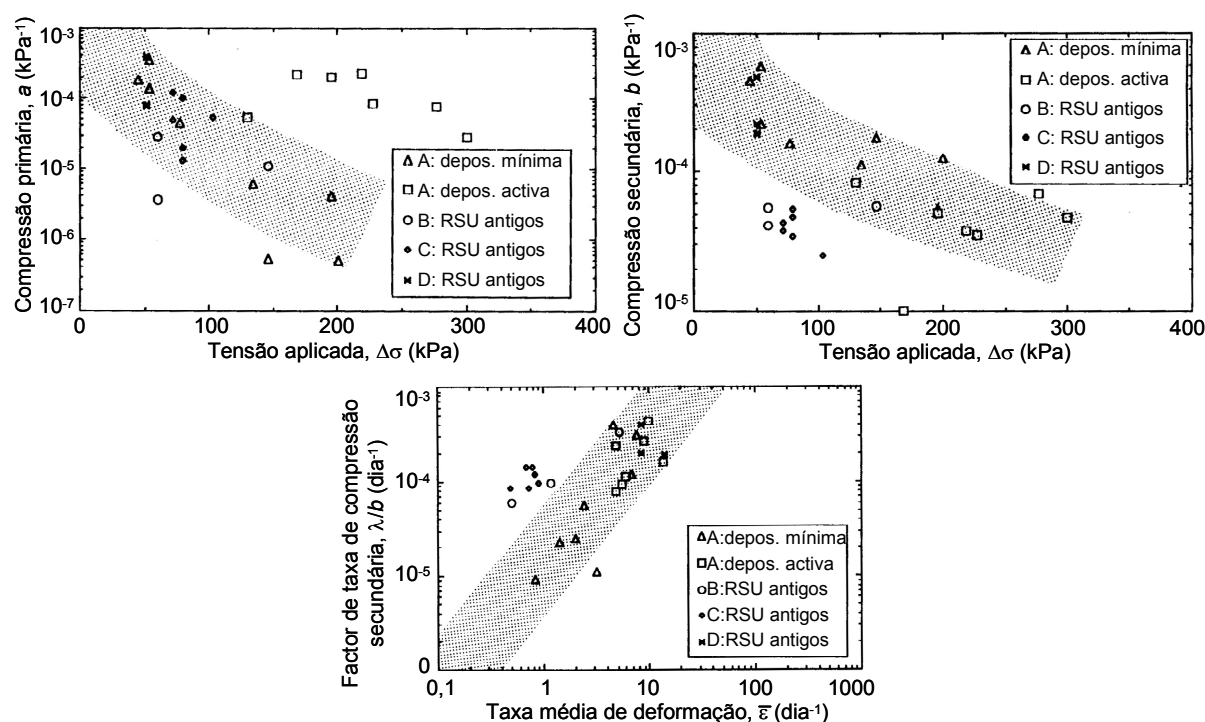 Compressão primária, a (kPa-1)
10-3
10-4
10-5
10-6
10-7
0
100
200
300
400
Tensão aplicada, Δσ (kPa)
A: depos. mínima
A: depos. activa
B: RSU antigos
C: RSU antigos
D: RSU antigos
Compressão secundária, b (kPa-1)
10-3
10-4
10-5
0
100
200
300
400
Tensão aplicada, Δσ (kPa)
A: depos. mínima
A: depos. activa
B: RSU antigos
C: RSU antigos
D: RSU antigos
Factor de taxa de compressão
secundária, λ/b (dia-1)
10-3
10-4
10-5
0
0,1
1
10
100
1000
Taxa média de deformação, ε̅ (dia-1)
A:depos. mínima
A:depos. activa
B:RSU antigos
C:RSU antigos
D:RSU antigos